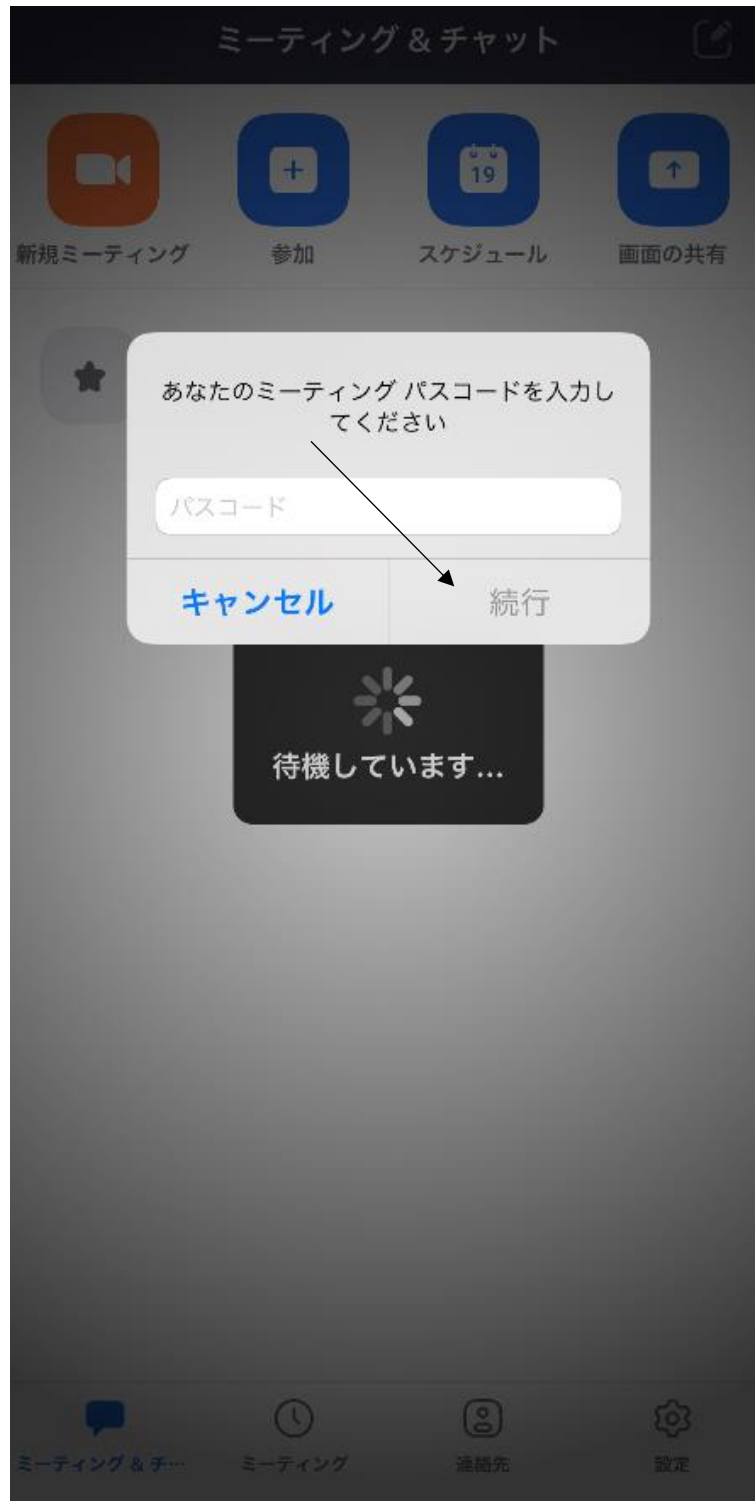 ミーティング & チャット
19
新規ミーティング
参加
スケジュール
画面の共有
あなたのミーティング パスコードを入力し
てください
パスコード
キャンセル
続行
待機しています...
ミーティング & チ…
ミーティング
連絡先
設定